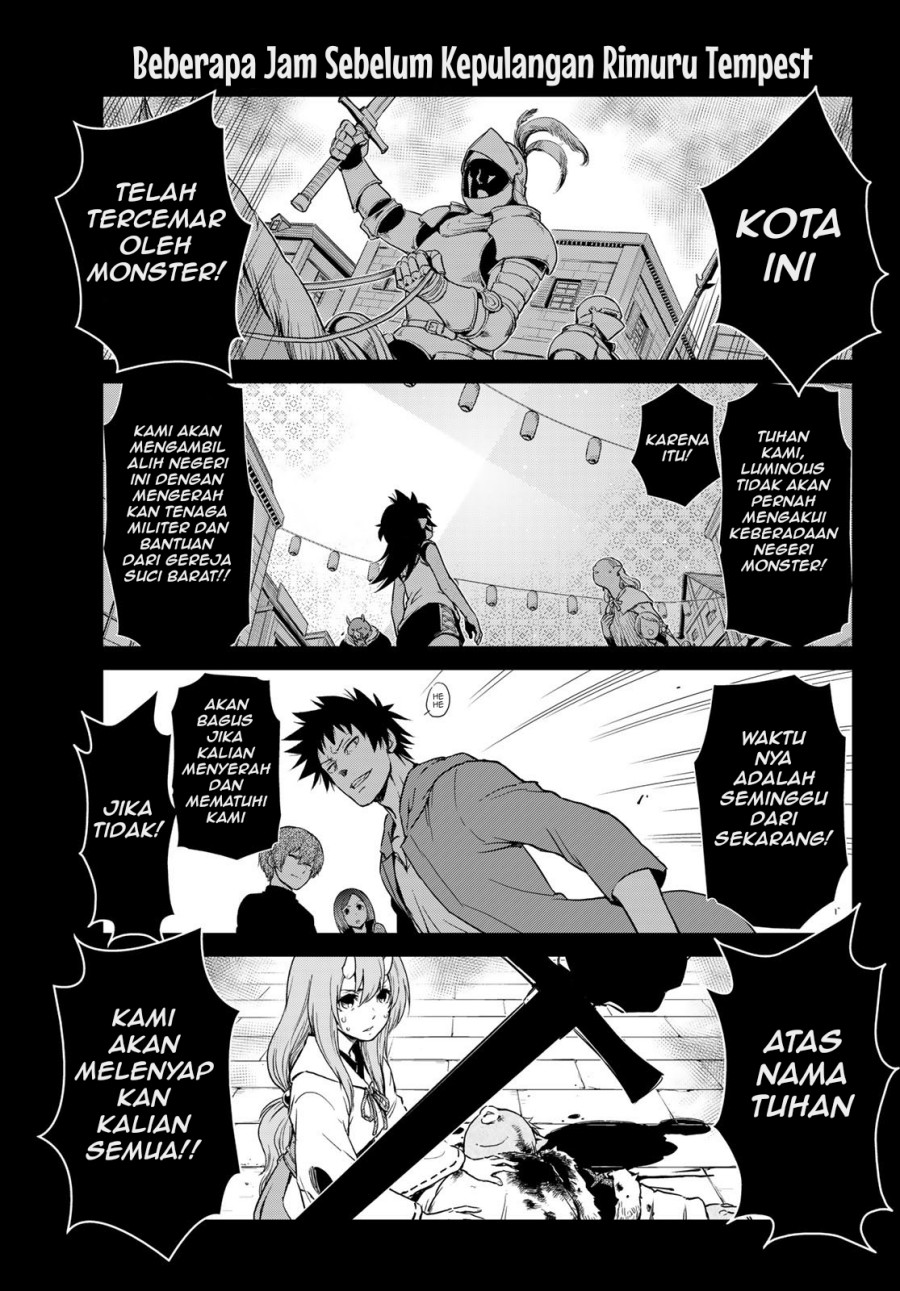 Beberapa Jam Sebelum Kepulangan Rimuru Tempest
KOTA
INI
TELAH
TERCEMAR
OLEH
MONSTER!
TUHAN
KAMI,
LUMINOUS
TIDAK AKAN
PERNAH
MENGAKUI
KEBERADAAN
NEGERI
MONSTER!
KARENA
ITU!
KAMI AKAN
MENGAMBIL
ALIH NEGERI
INI DENGAN
MENGERAH
KAN TENAGA
MILITER DAN
BANTUAN
DARI GEREJA
SUCI BARAT!!
WAKTU
NYA
ADALAH
SEMINGGU
DARI
SEKARANG!
HE
HE
AKAN
BAGUS
JIKA
KALIAN
MENYERAH
DAN
MEMATUHI
KAMI
JIKA
TIDAK!
ATAS
NAMA
TUHAN
KAMI
AKAN
MELENYAP
KAN
KALIAN
SEMUA!!